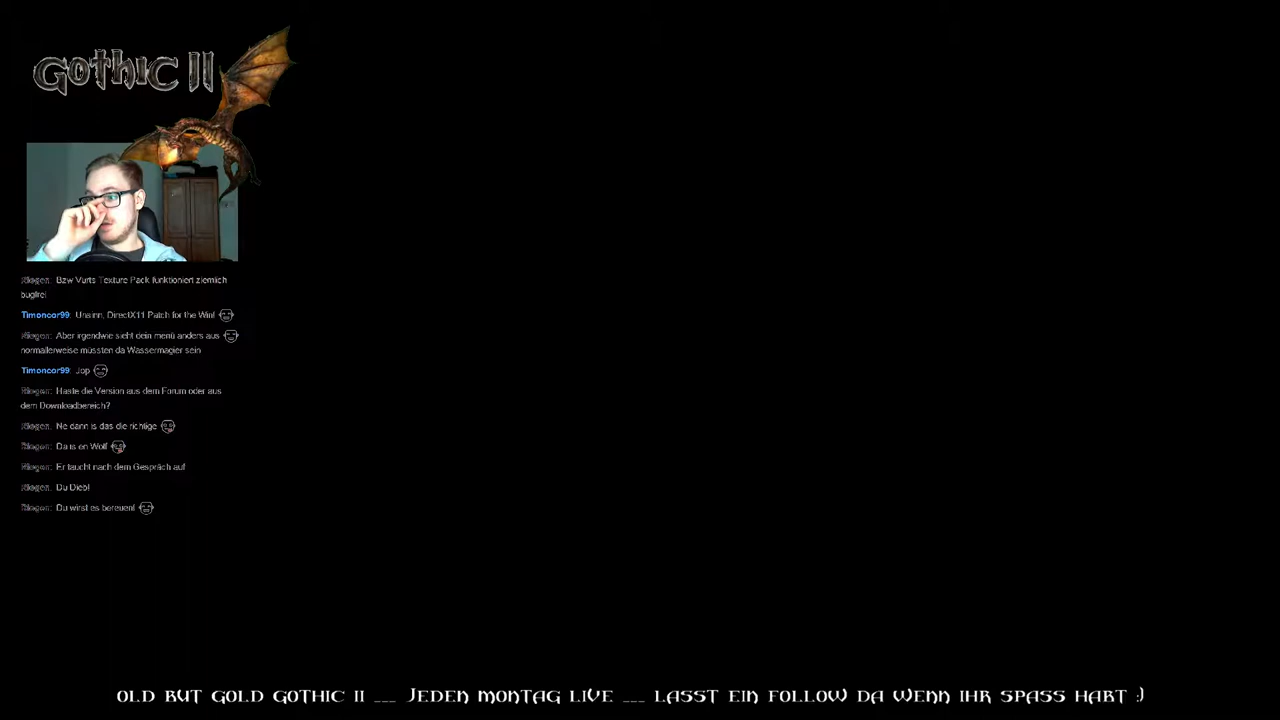 Gothic II
Bzw Vurts Texture Pack funktioniert ziemlich
bugfrei
Timoncor99: Unsinn, DirectX11 Patch for the Win!
Aber irgendwie sieht dein menü anders aus
normallerweise müssten da Wassermagier sein
Timoncor99: Jop
Haste die Version aus dem Forum oder aus
dem Downloadbereich?
Ne dann is das die richtige
Da is en Wolf
Er taucht nach dem Gespräch auf
Du Dieb!
Du wirst es bereuen!
OLD BUT GOLD GOTHIC II ___ JEDEN MONTAG LIVE ___ LASST EIN FOLLOW DA WENN IHR SPASS HABT :)